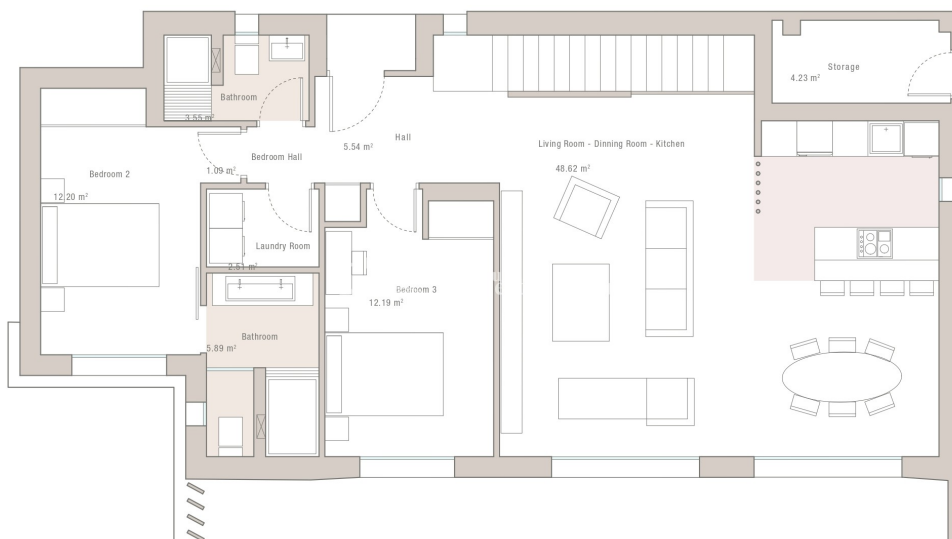 Storage
4.23 m²
Bathroom
3.55 m²
Hall
5.54 m²
Living Room - Dinning Room - Kitchen
48.62 m²
Bedroom Hall
1.09 m²
Bedroom 2
12.20 m²
Laundry Room
2.51 m²
Bedroom 3
12.19 m²
Bathroom
5.89 m²